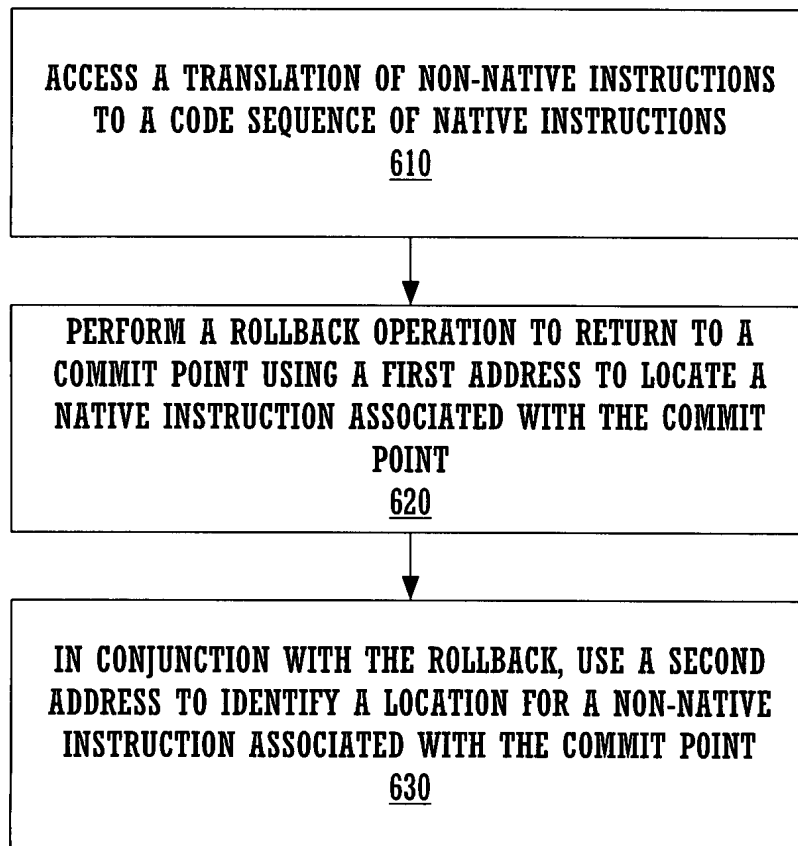 ACCESS A TRANSLATION OF NON-NATIVE INSTRUCTIONS
TO A CODE SEQUENCE OF NATIVE INSTRUCTIONS
610
PERFORM A ROLLBACK OPERATION TO RETURN TO A
COMMIT POINT USING A FIRST ADDRESS TO LOCATE A
NATIVE INSTRUCTION ASSOCIATED WITH THE COMMIT
POINT
620
IN CONJUNCTION WITH THE ROLLBACK, USE A SECOND
ADDRESS TO IDENTIFY A LOCATION FOR A NON-NATIVE
INSTRUCTION ASSOCIATED WITH THE COMMIT POINT
630